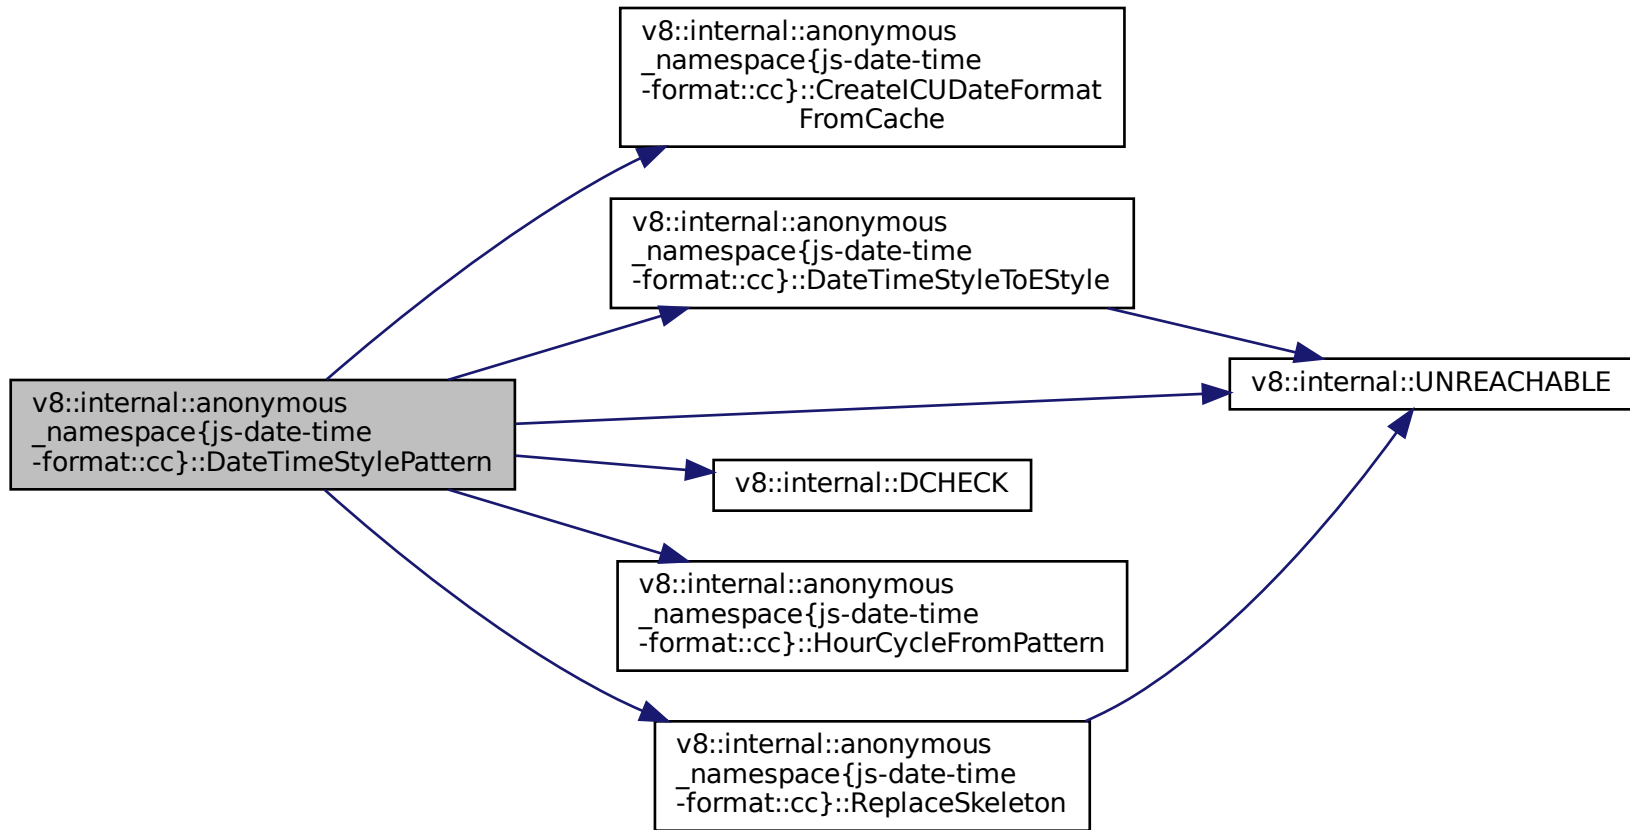 v8::internal::anonymous
_namespace{js-date-time
-format::cc}::CreateICUDateFormat
FromCache
v8::internal::anonymous
_namespace{js-date-time
-format::cc}::DateTimeStyleToEStyle
v8::internal::UNREACHABLE
v8::internal::anonymous
_namespace{js-date-time
-format::cc}::DateTimeStylePattern
v8::internal::DCHECK
v8::internal::anonymous
_namespace{js-date-time
-format::cc}::HourCycleFromPattern
v8::internal::anonymous
_namespace{js-date-time
-format::cc}::ReplaceSkeleton